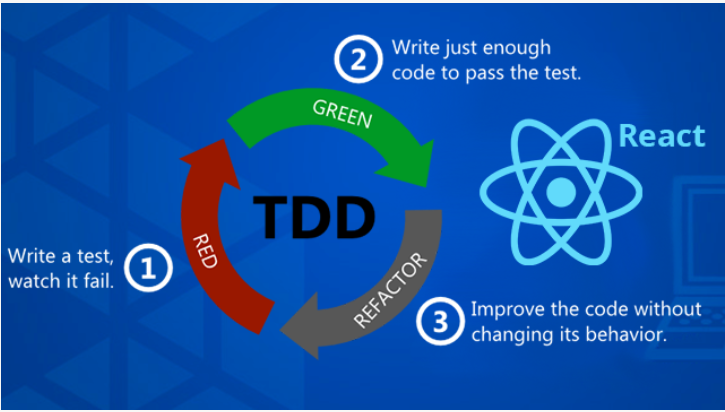 2
Write just enough
code to pass the test.
GREEN
React
TDD
Write a test,
watch it fail.
1
RED
REFACTOR
3
Improve the code without
changing its behavior.